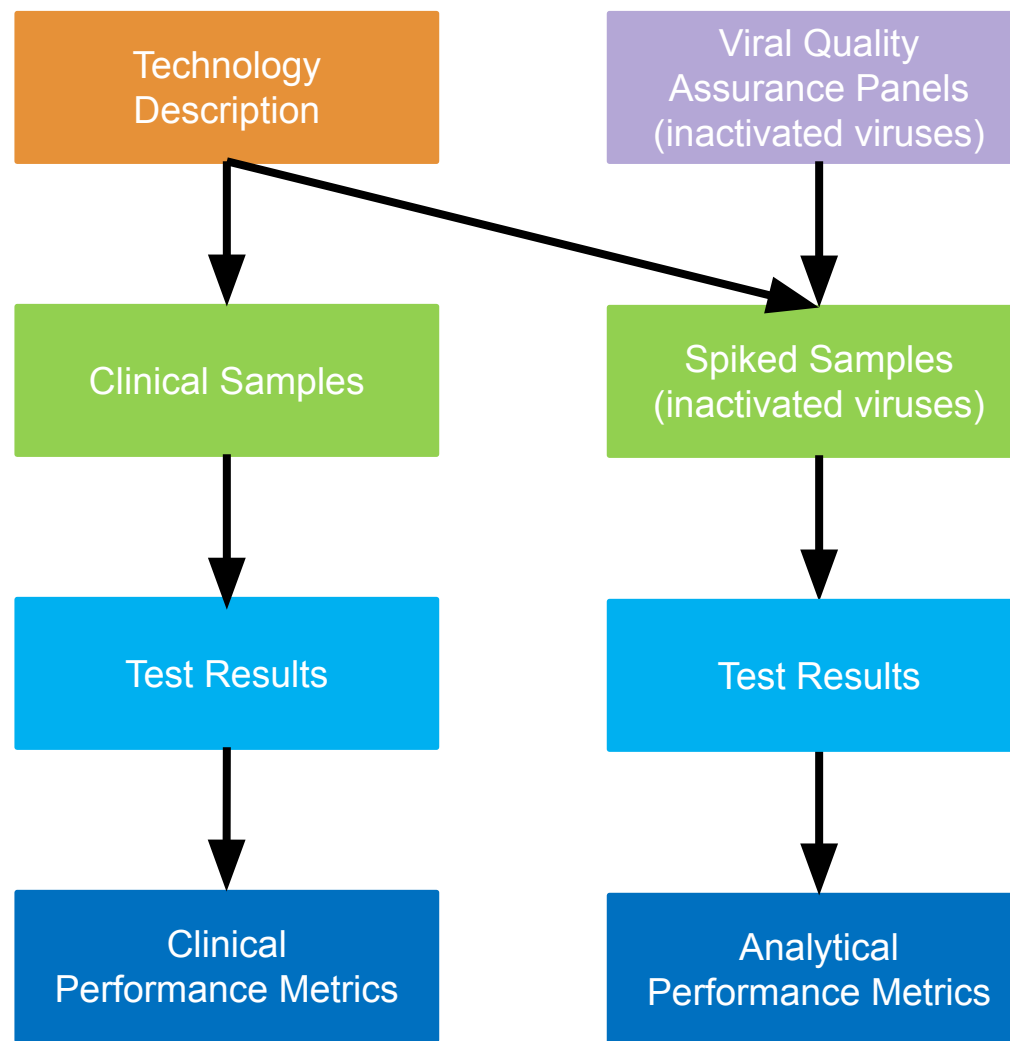 Technology
Description
Viral Quality
Assurance Panels
(inactivated viruses)
Clinical Samples
Spiked Samples
(inactivated viruses)
Test Results
Test Results
Clinical
Performance Metrics
Analytical
Performance Metrics